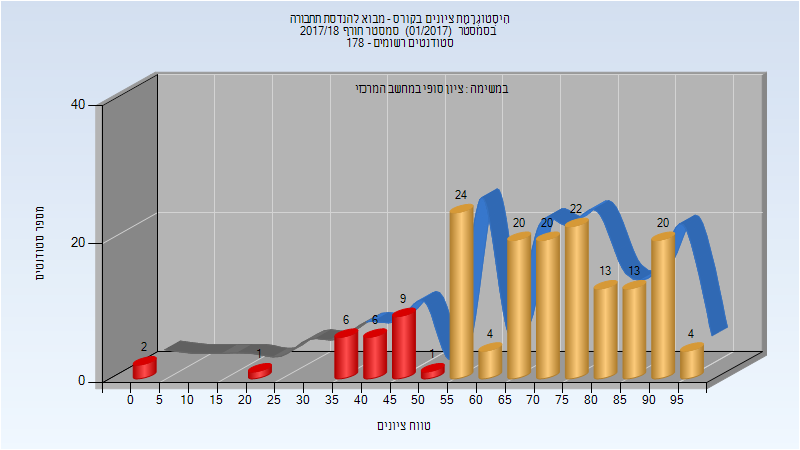 היסטוגרמת ציונים בקורס - מבוא להנדסת תחבורה
בסמסטר (01/2017) סמסטר חורף 2017/18
סטודנטים רשומים - 178
במשימה : ציון סופי במחשב המרכזי
מספר סטודנטים
40
20
0
2
1
6
6
9
1
24
4
20
20
22
13
13
20
4
0 5 10 15 20 25 30 35 40 45 50 55 60 65 70 75 80 85 90 95
טווח ציונים